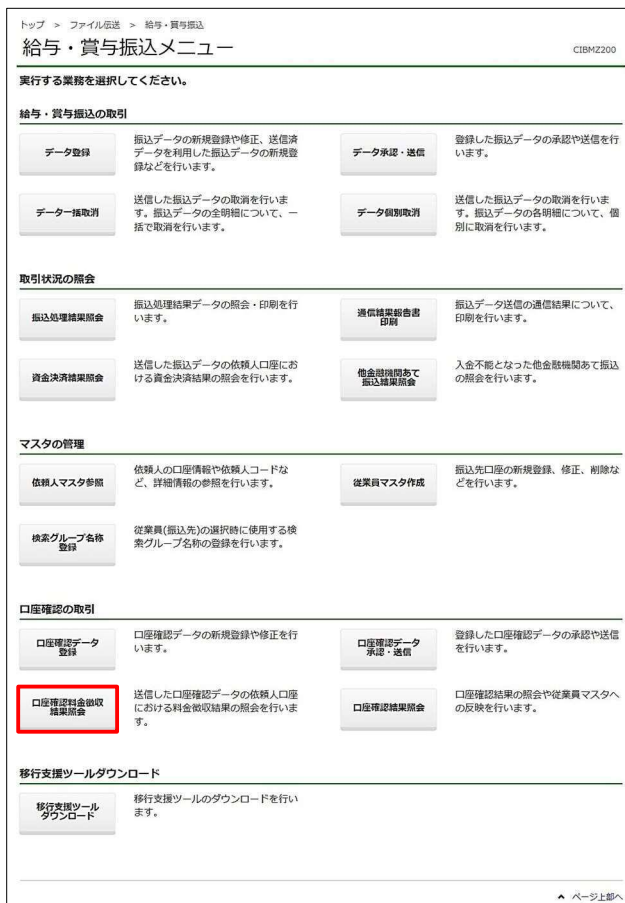 トップ > ファイル伝送 > 給与・賞与振込
給与・賞与振込メニュー
CIBMZ200
実行する業務を選択してください。
給与・賞与振込の取引
データ登録
振込データの新規登録や修正、送信済
データを利用した振込データの新規登
録などを行います。
データ承認・送信
登録した振込データの承認や送信を行
います。
データ一括取消
送信した振込データの取消を行いま
す。振込データの全明細について、一
括で取消を行います。
データ個別取消
送信した振込データの取消を行いま
す。振込データの各明細について、個
別に取消を行います。
取引状況の照会
振込処理結果照会
振込処理結果データの照会・印刷を行
います。
通信結果報告書
印刷
振込データ送信の通信結果について、
印刷を行います。
資金決済結果照会
送信した振込データの依頼人口座にお
ける資金決済結果の照会を行います。
他金融機関あて
振込結果照会
入金不能となった他金融機関あて振込
の照会を行います。
マスタの管理
依頼人マスタ参照
依頼人の口座情報や依頼人コードな
ど、詳細情報の参照を行います。
従業員マスタ作成
振込先口座の新規登録、修正、削除な
どを行います。
検索グループ名称
登録
従業員(振込先)の選択時に使用する検
索グループ名称の登録を行います。
口座確認の取引
口座確認データ
登録
口座確認データの新規登録や修正を行
います。
口座確認データ
承認・送信
登録した口座確認データの承認や送信
を行います。
口座確認料金徴収
結果照会
送信した口座確認データの依頼人口座
における料金徴収結果の照会を行いま
す。
口座確認結果照会
口座確認結果の照会や従業員マスタへ
の反映を行います。
移行支援ツールダウンロード
移行支援ツール
ダウンロード
移行支援ツールのダウンロードを行い
ます。
ページ上部へ